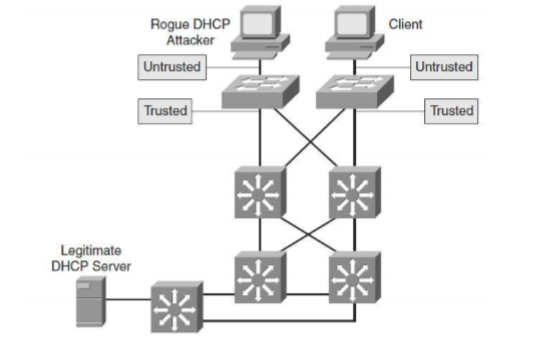 Rogue DHCP
Attacker
Client
Untrusted
Untrusted
Trusted
Trusted
Legitimate
DHCP Server